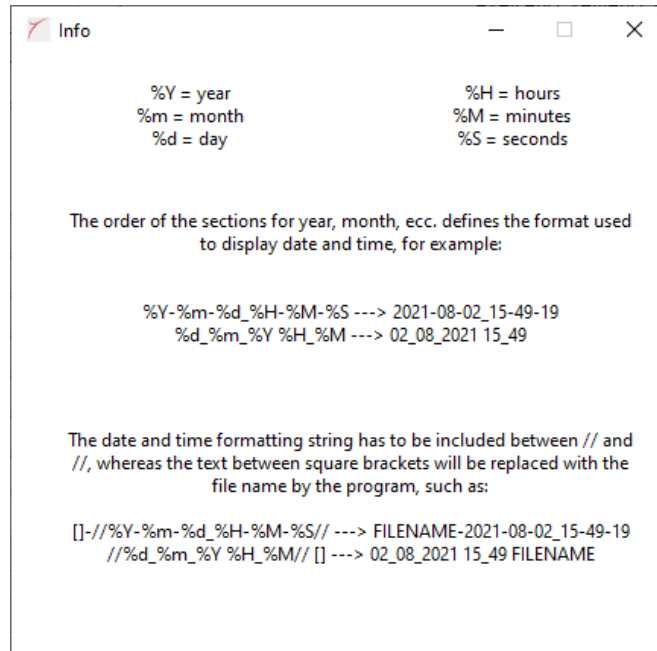 Info
%Y = year
%m = month
%d = day
%H = hours
%M = minutes
%S = seconds
The order of the sections for year, month, ecc. defines the format used
to display date and time, for example:
%Y-%m-%d_%H-%M-%S ---> 2021-08-02_15-49-19
%d_%m_%Y %H_%M ---> 02_08_2021 15_49
The date and time formatting string has to be included between // and
//, whereas the text between square brackets will be replaced with the
file name by the program, such as:
[]-//%Y-%m-%d_%H-%M-%S// ---> FILENAME-2021-08-02_15-49-19
//%d_%m_%Y %H_%M// [] ---> 02_08_2021 15_49 FILENAME